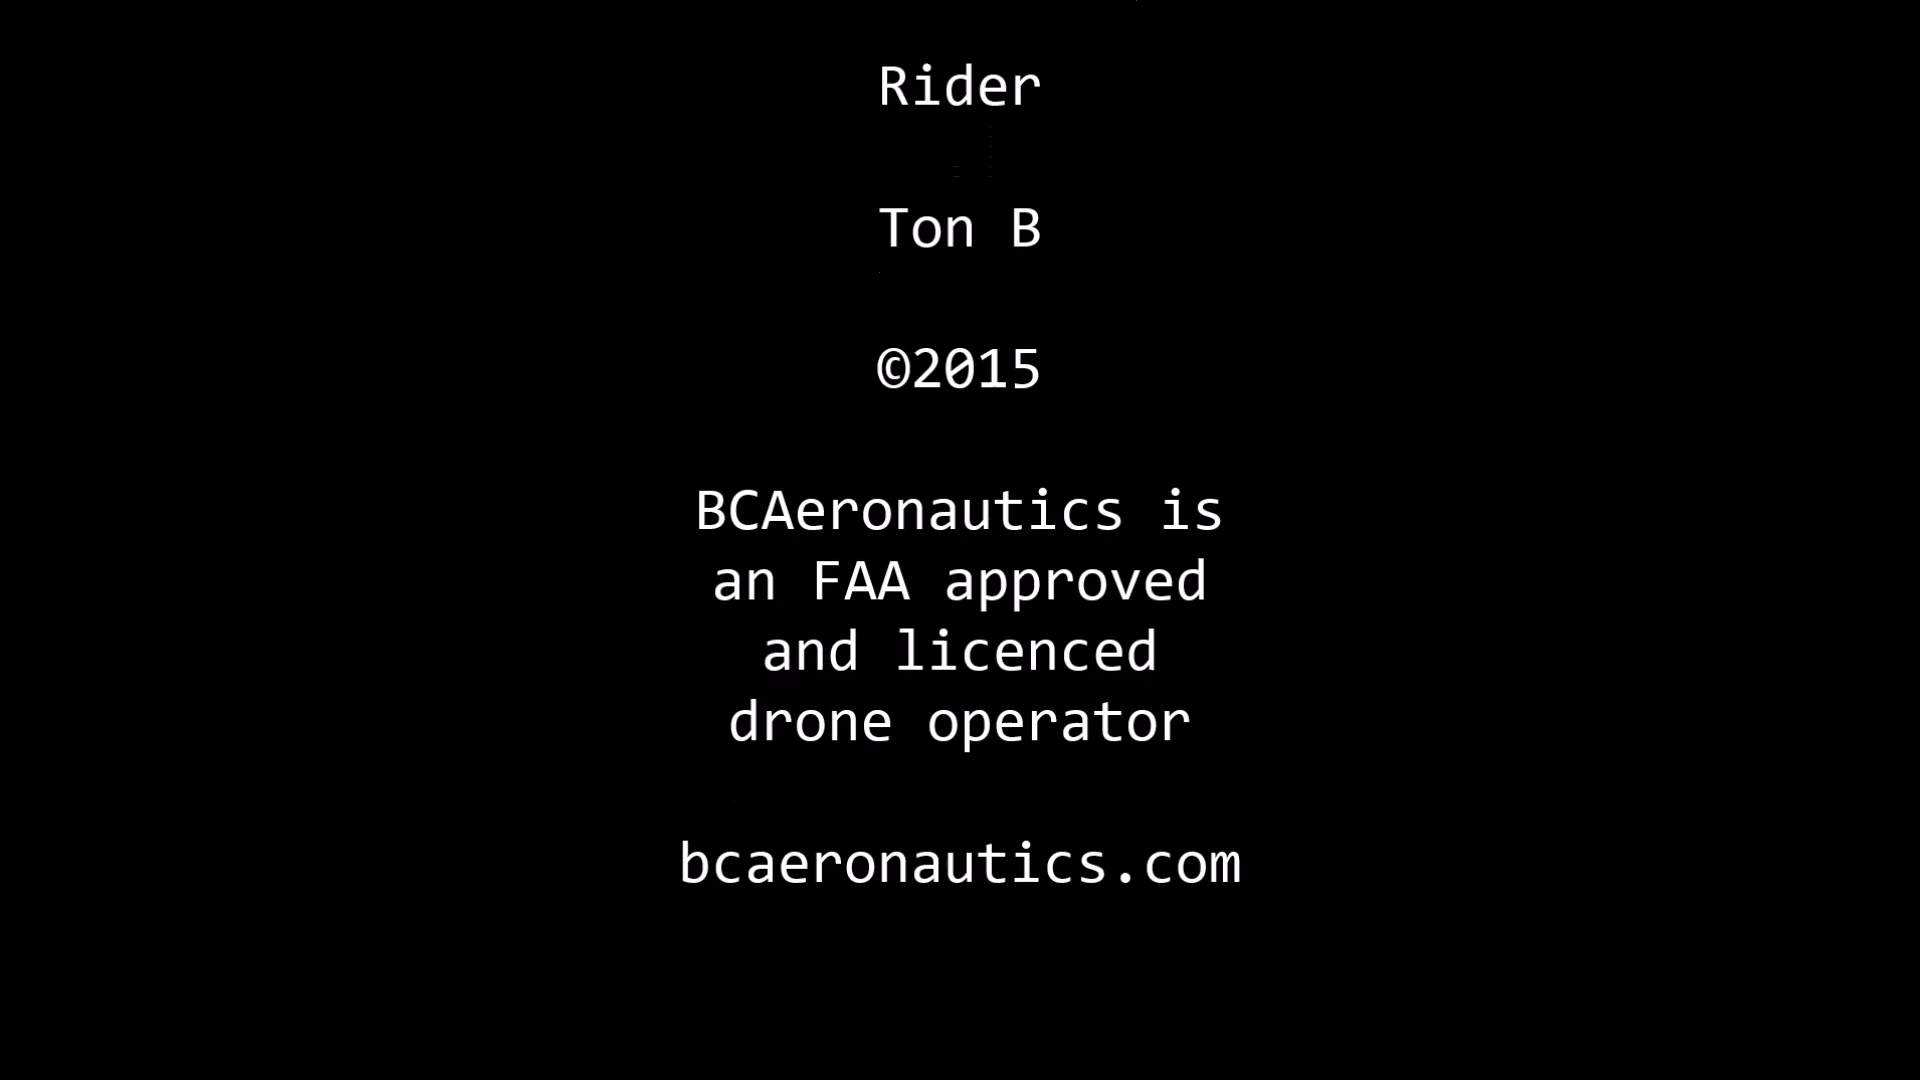 Rider
Ton B
©2015
BCAeronautics is
an FAA approved
and licenced
drone operator
bcaeronautics.com